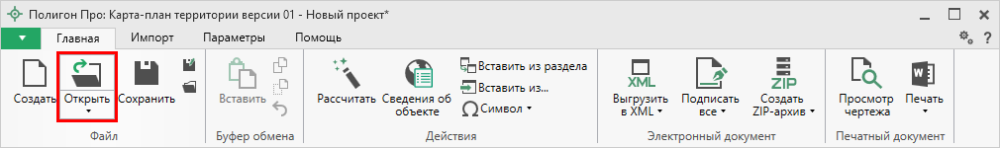 Полигон Про: Карта-план территории версии 01 - Новый проект*
Главная Импорт Параметры Помощь
?
Создать Открыть Сохранить
Файл
Вставить
Буфер обмена
Рассчитать Сведения об объекте
Вставить из раздела
Вставить из...
Ω Символ
Действия
XML
Выгрузить в XML
Подписать все
ZIP
Создать ZIP-архив
Электронный документ
Просмотр чертежа
W
Печать
Печатный документ